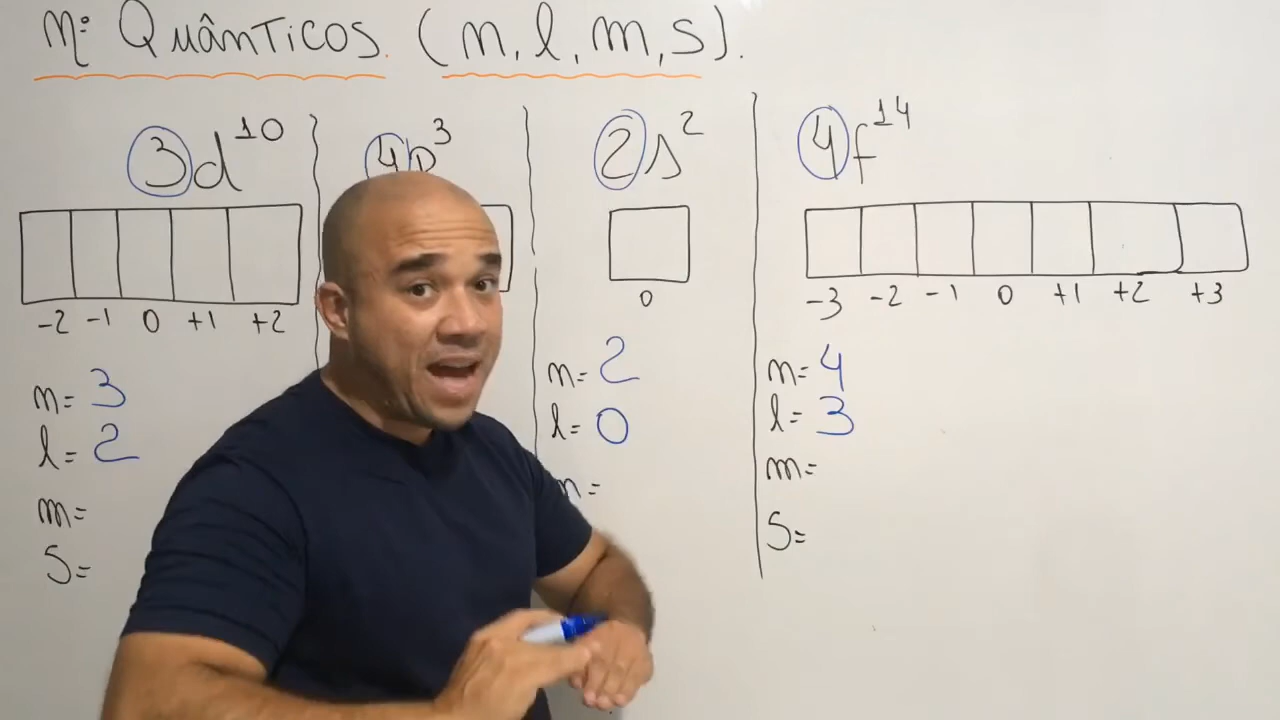 nº Quânticos. (n, l, m, s).
3d¹⁰
-2 -1 0 +1 +2
n= 3
l= 2
m=
S=
4p³
2s²
0
n= 2
l= 0
m=
4f¹⁴
-3 -2 -1 0 +1 +2 +3
n= 4
l= 3
m=
S=